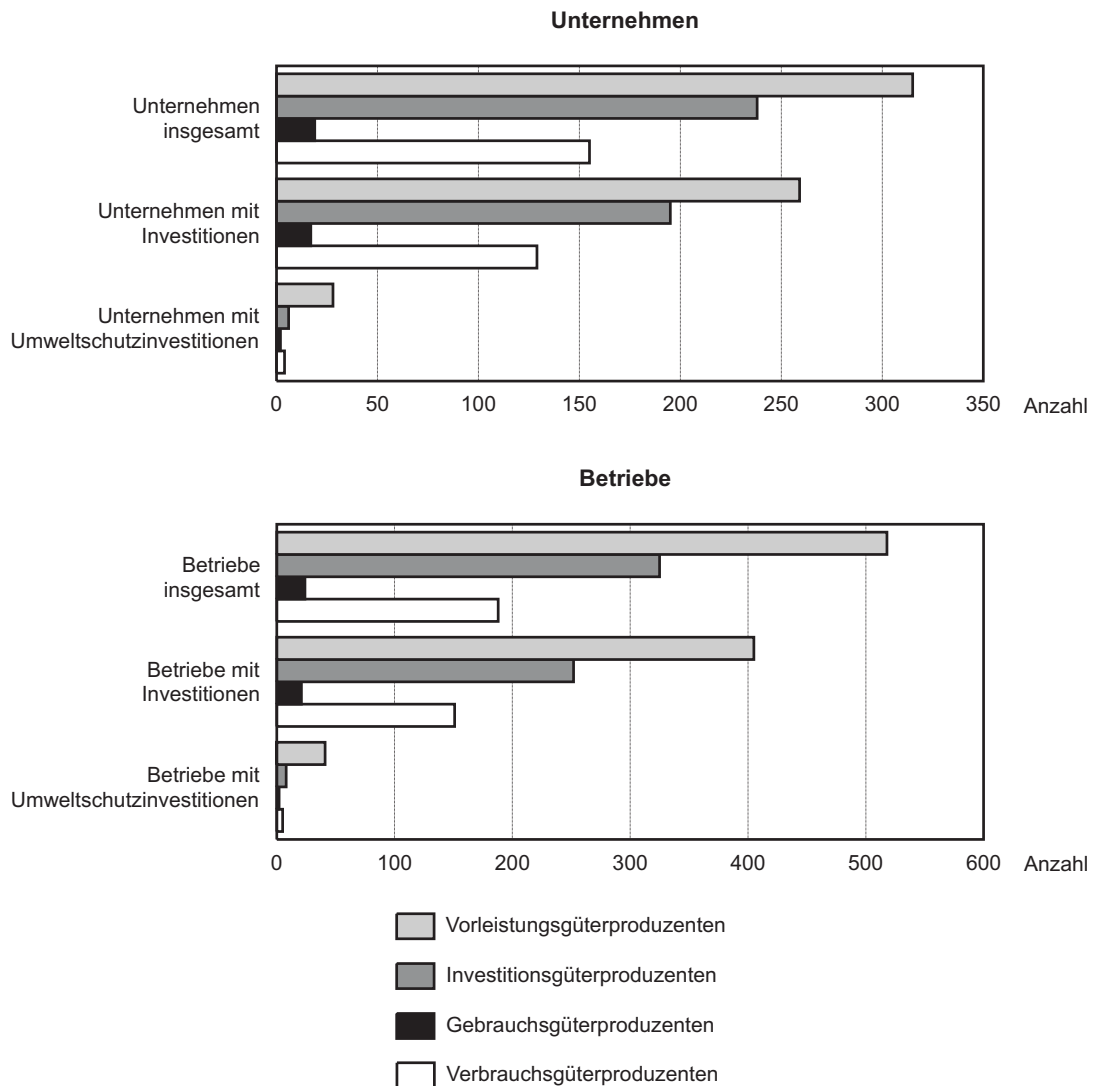 Unternehmen
Unternehmen
insgesamt
Unternehmen mit
Investitionen
Unternehmen mit
Umweltschutzinvestitionen
0 50 100 150 200 250 300 350 Anzahl
Betriebe
Betriebe
insgesamt
Betriebe mit
Investitionen
Betriebe mit
Umweltschutzinvestitionen
0 100 200 300 400 500 600 Anzahl
Vorleistungsgüterproduzenten
Investitionsgüterproduzenten
Gebrauchsgüterproduzenten
Verbrauchsgüterproduzenten